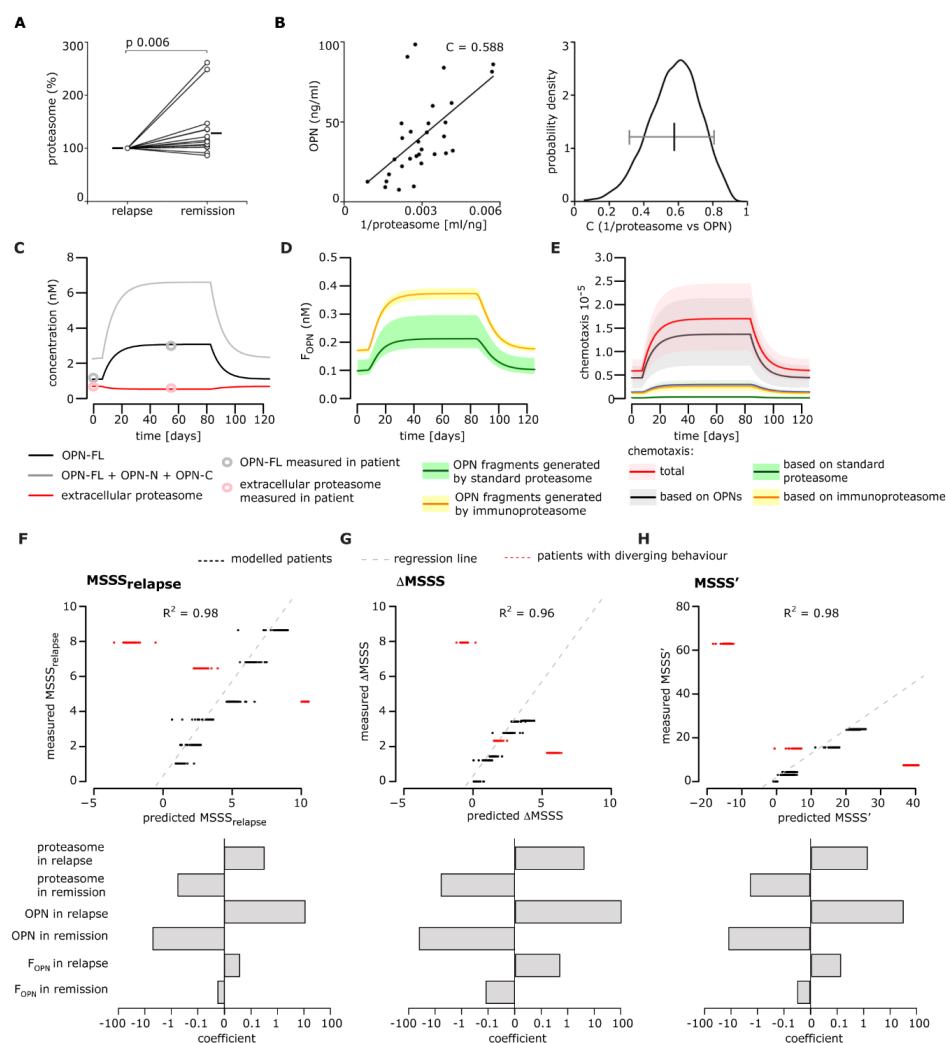 A
p 0.006
300
200
100
0
proteasome (%)
relapse
remission
B
C = 0.588
100
80
60
40
20
0
OPN (ng/ml)
0
0.003
0.006
1/proteasome [ml/ng]
3
2
1
0
probability density
0
0.2
0.4
0.6
0.8
1
C (1/proteasome vs OPN)
C
8
6
4
2
0
concentration (nM)
0 20 40 60 80 100 120
time [days]
D
0.5
0.4
0.3
0.2
0.1
0.0
FOPN (nM)
0 20 40 60 80 100 120
time [days]
E
3.0
2.5
2.0
1.5
1.0
0.5
0.0
chemotaxis 10-5
0 20 40 60 80 100 120
time [days]
OPN-FL
OPN-FL + OPN-N + OPN-C
extracellular proteasome
OPN-FL measured in patient
extracellular proteasome
measured in patient
OPN fragments generated
by standard proteasome
OPN fragments generated
by immunoproteasome
chemotaxis:
total
based on OPNs
based on standard
proteasome
based on immunoproteasome
F
G
H
modelled patients
regression line
patients with diverging behaviour
MSSSrelapse
R2 = 0.98
10
8
6
4
2
0
measured MSSSrelapse
−5
0
5
10
predicted MSSSrelapse
ΔMSSS
R2 = 0.96
10
8
6
4
2
0
measured ΔMSSS
−5
0
5
10
predicted ΔMSSS
MSSS'
R2 = 0.98
80
60
40
20
0
measured MSSS'
−20
−10
0
10
20
30
40
predicted MSSS'
proteasome
in relapse
proteasome
in remission
OPN in relapse
OPN in remission
FOPN in relapse
FOPN in remission
-100 -10 -1 -0.1 0 0.1 1 10 100
coefficient
-100 -10 -1 -0.1 0 0.1 1 10 100
coefficient
-100 -10 -1 -0.1 0 0.1 1 10 100
coefficient